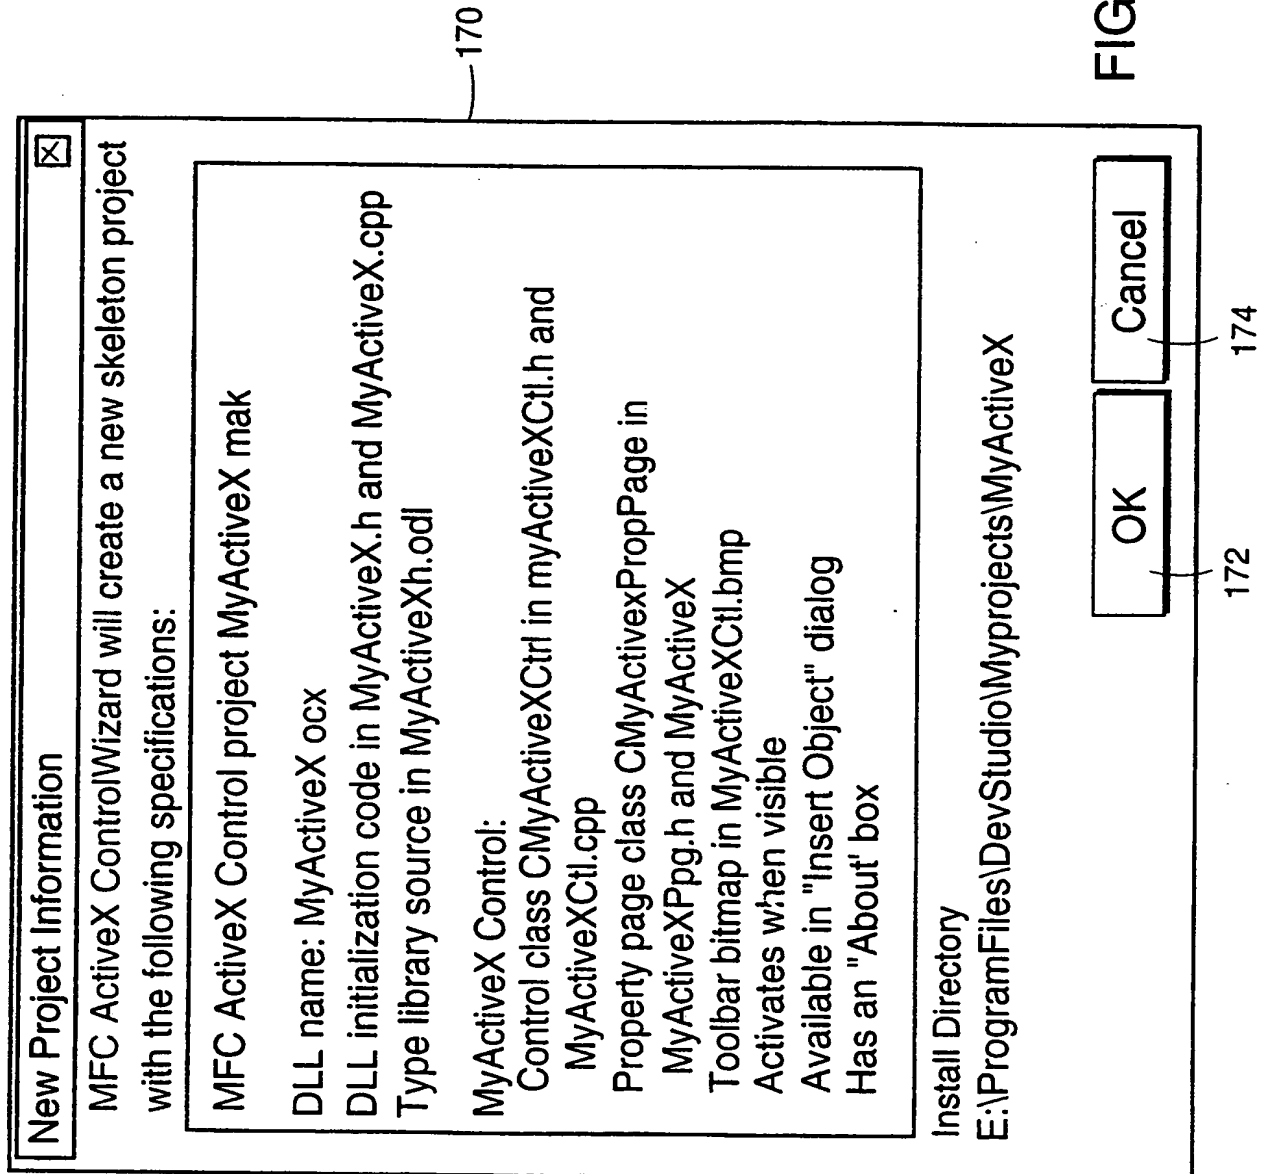 New Project Information
MFC ActiveX ControlWizard will create a new skeleton project
with the following specifications:
MFC ActiveX Control project MyActiveX mak
DLL name: MyActiveX ocx
DLL initialization code in MyActiveX.h and MyActiveX.cpp
Type library source in MyActiveXh.odl
MyActiveX Control:
Control class CMyActiveXCtrl in myActiveXCtl.h and
MyActiveXCtl.cpp
Property page class CMyActivexPropPage in
MyActiveXPpg.h and MyActiveX
Toolbar bitmap in MyActiveXCtl.bmp
Activates when visible
Available in "Insert Object" dialog
Has an "About' box
Install Directory
E:\ProgramFiles\DevStudio\Myprojects\MyActiveX
OK
Cancel
170
172
174
FIG